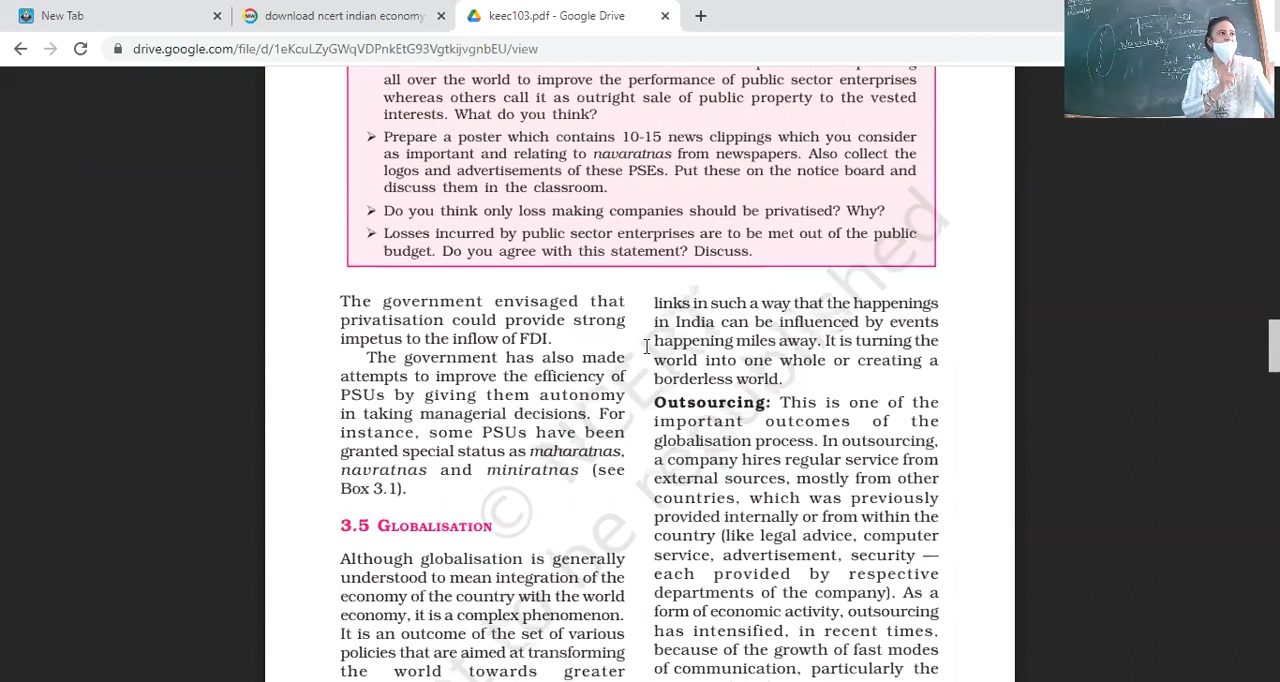 New Tab
download ncert indian economy
keec103.pdf - Google Drive
drive.google.com/file/d/1eKcuLZyGWqVDPnkEtG93VgtkijvgnbEU/view
all over the world to improve the performance of public sector enterprises
whereas others call it as outright sale of public property to the vested
interests. What do you think?
➢ Prepare a poster which contains 10-15 news clippings which you consider
as important and relating to navaratnas from newspapers. Also collect the
logos and advertisements of these PSEs. Put these on the notice board and
discuss them in the classroom.
➢ Do you think only loss making companies should be privatised? Why?
➢ Losses incurred by public sector enterprises are to be met out of the public
budget. Do you agree with this statement? Discuss.
The government envisaged that
privatisation could provide strong
impetus to the inflow of FDI.
The government has also made
attempts to improve the efficiency of
PSUs by giving them autonomy
in taking managerial decisions. For
instance, some PSUs have been
granted special status as maharatnas,
navratnas and miniratnas (see
Box 3.1).
3.5 GLOBALISATION
Although globalisation is generally
understood to mean integration of the
economy of the country with the world
economy, it is a complex phenomenon.
It is an outcome of the set of various
policies that are aimed at transforming
the world towards greater
links in such a way that the happenings
in India can be influenced by events
happening miles away. It is turning the
world into one whole or creating a
borderless world.
Outsourcing: This is one of the
important outcomes of the
globalisation process. In outsourcing,
a company hires regular service from
external sources, mostly from other
countries, which was previously
provided internally or from within the
country (like legal advice, computer
service, advertisement, security —
each provided by respective
departments of the company). As a
form of economic activity, outsourcing
has intensified, in recent times,
because of the growth of fast modes
of communication, particularly the
© NCERT
to be republished